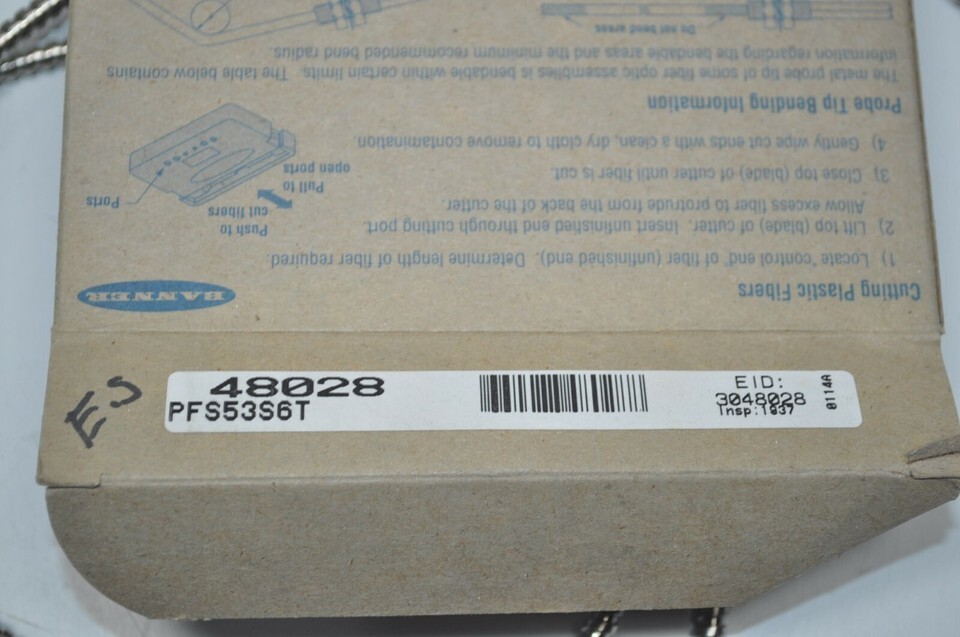 Cutting Plastic Fibers
BANNER
1) Locate "control end" of fiber (unfinished end). Determine length of fiber required.
2) Lift top (blade) of cutter. Insert unfinished end through cutting port.
Allow excess fiber to protrude from the back of the cutter.
3) Close top (blade) of cutter until fiber is cut.
4) Gently wipe cut ends with a clean, dry cloth to remove contamination.
Push to
cut fibers
Pull to
open ports
Ports
Probe Tip Bending Information
The metal probe tip of some fiber optic assemblies is bendable within certain limits. The table below contains
information regarding the bendable areas and the minimum recommended bend radius
Do not bend areas
ES
48028
PFS53S6T
EID:
3048028
Insp:1937
0114A